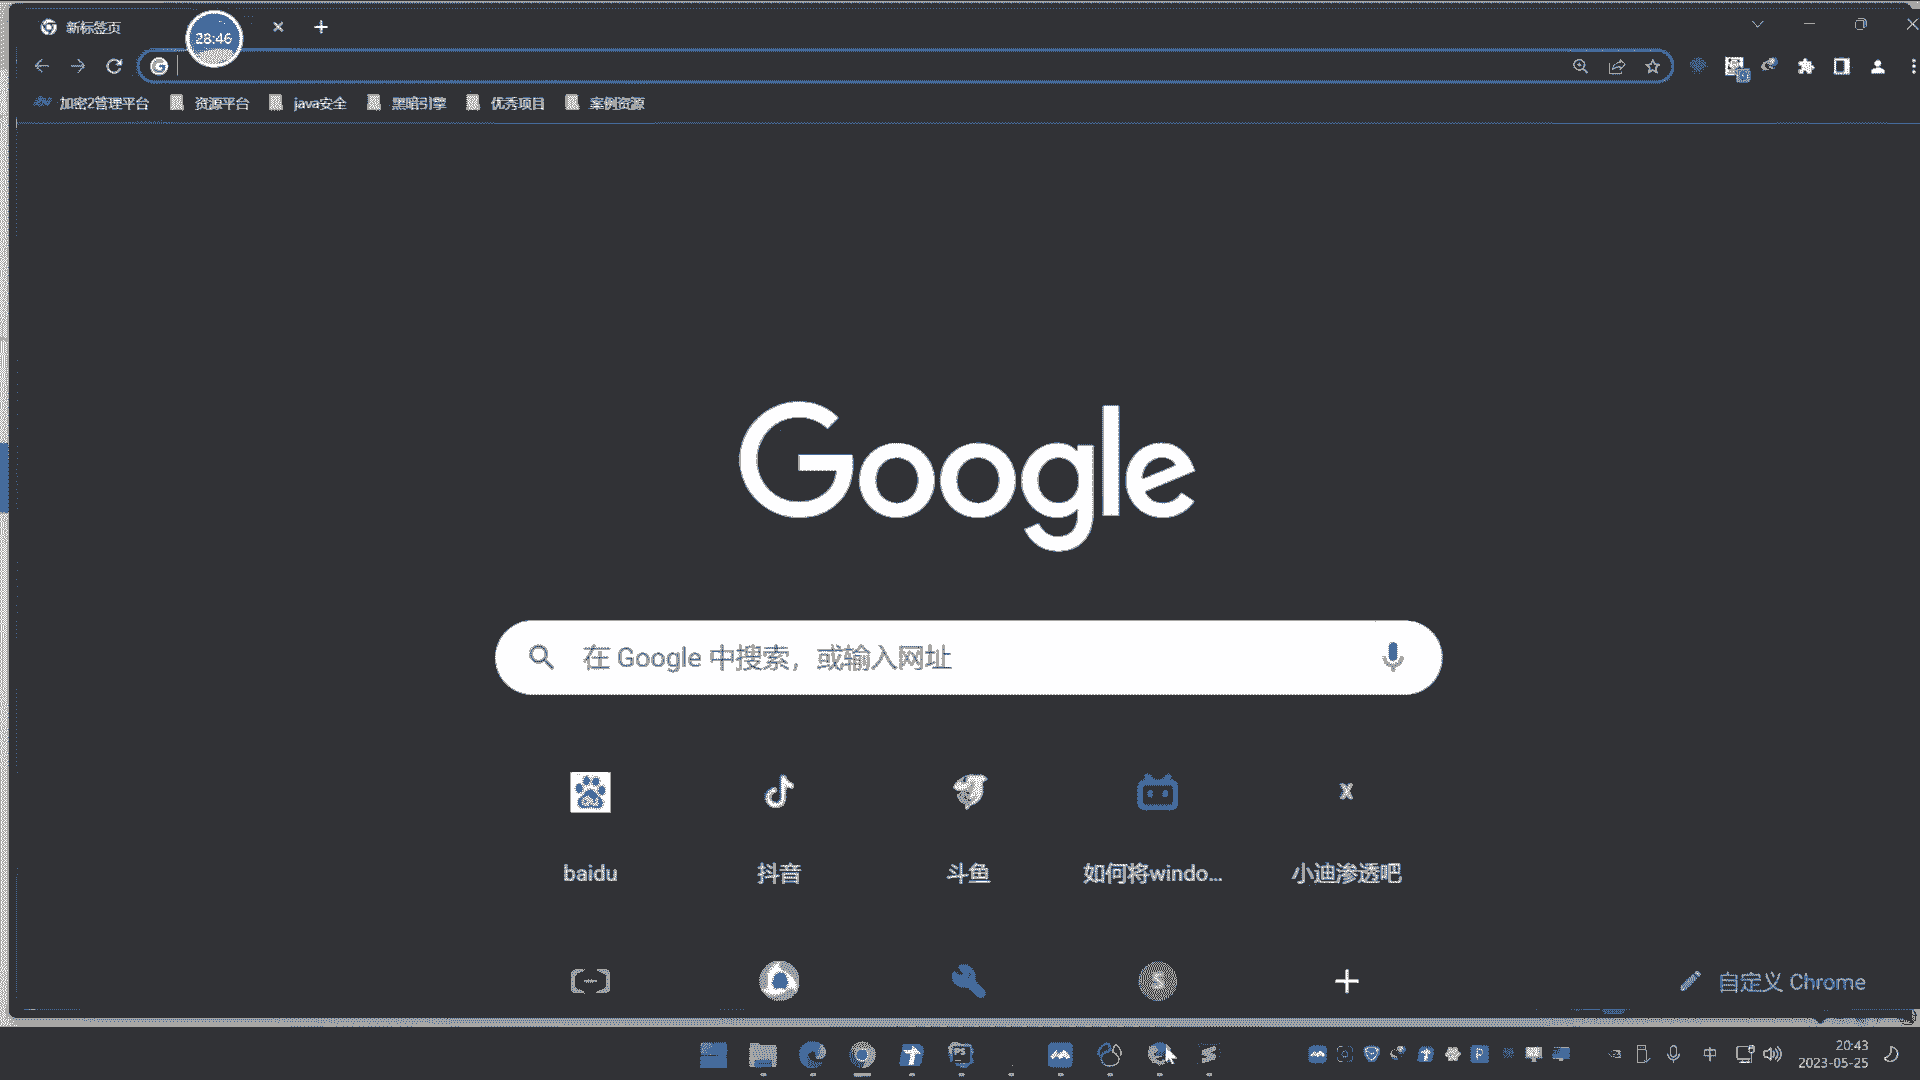 新标签页
28:46
加密2管理平台 资源平台 java安全 黑暗引擎 优秀项目 案例资源
Google
在 Google 中搜索，或输入网址
baidu 抖音 斗鱼 如何将windo... 小迪渗透吧
S
自定义 Chrome
中
20:43
2023-05-25